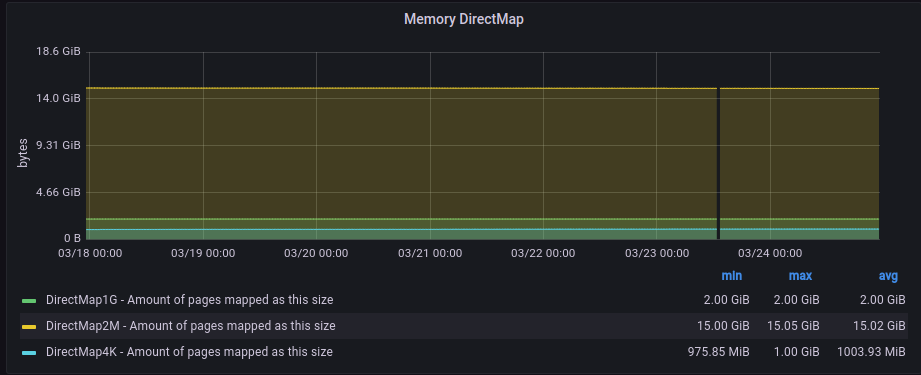 Memory DirectMap
18.6 GiB
14.0 GiB
9.31 GiB
4.66 GiB
0 B
bytes
03/18 00:00 03/19 00:00 03/20 00:00 03/21 00:00 03/22 00:00 03/23 00:00 03/24 00:00
min max avg
DirectMap1G - Amount of pages mapped as this size 2.00 GiB 2.00 GiB 2.00 GiB
DirectMap2M - Amount of pages mapped as this size 15.00 GiB 15.05 GiB 15.02 GiB
DirectMap4K - Amount of pages mapped as this size 975.85 MiB 1.00 GiB 1003.93 MiB